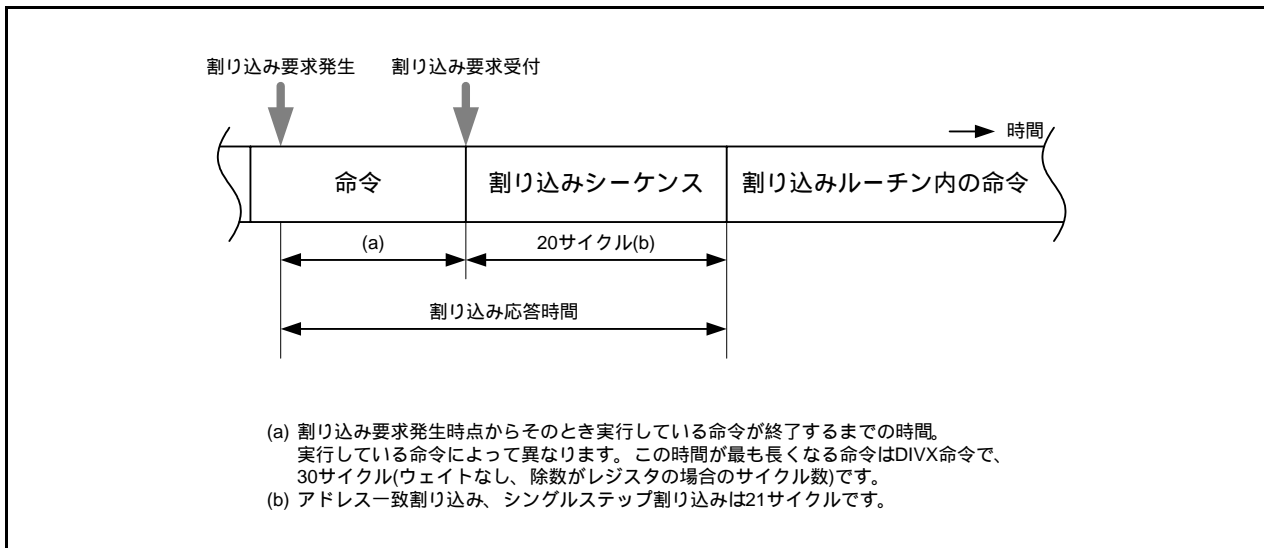 割り込み要求発生 割り込み要求受付
時間
命令 割り込みシーケンス 割り込みルーチン内の命令
(a) 20サイクル(b)
割り込み応答時間
(a) 割り込み要求発生時点からそのとき実行している命令が終了するまでの時間。
実行している命令によって異なります。この時間が最も長くなる命令はDIVX命令で、
30サイクル(ウェイトなし、除数がレジスタの場合のサイクル数)です。
(b) アドレス一致割り込み、シングルステップ割り込みは21サイクルです。